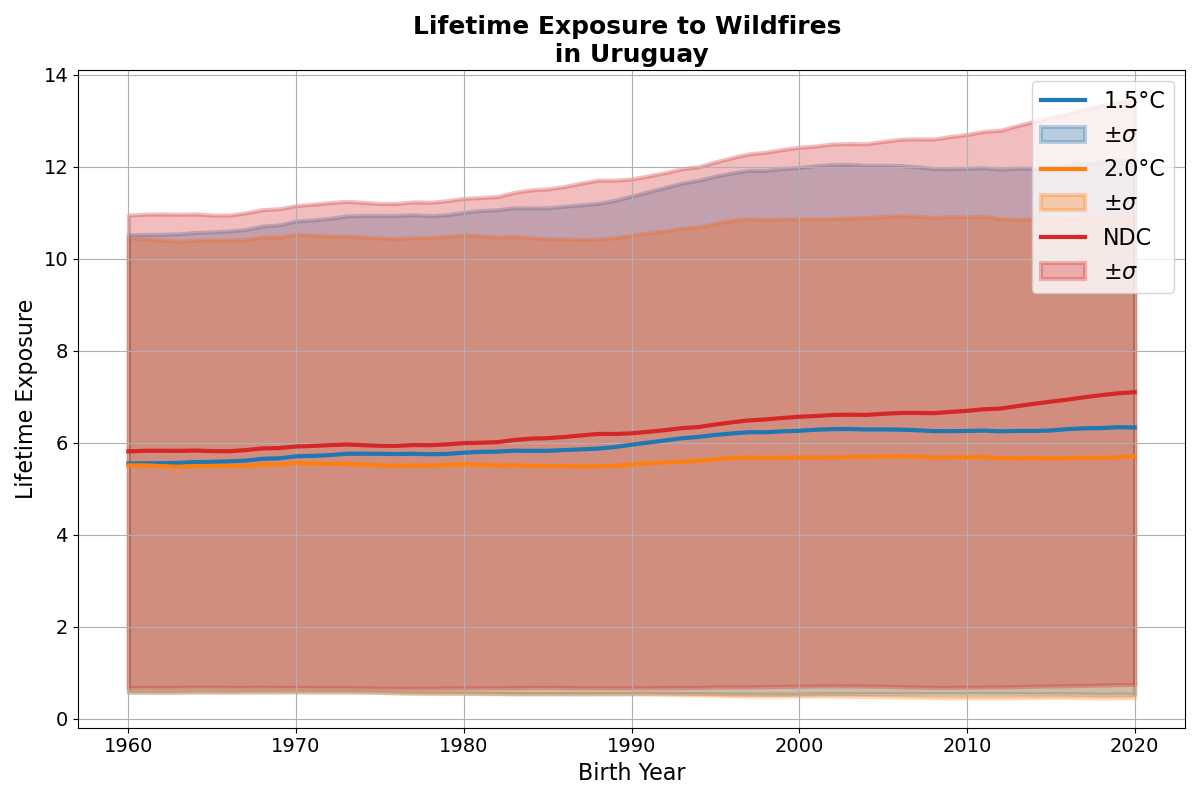 Lifetime Exposure to Wildfires
in Uruguay
14
12
10
8
6
4
2
0
Lifetime Exposure
1.5°C
±σ
2.0°C
±σ
NDC
±σ
1960
1970
1980
1990
2000
2010
2020
Birth Year